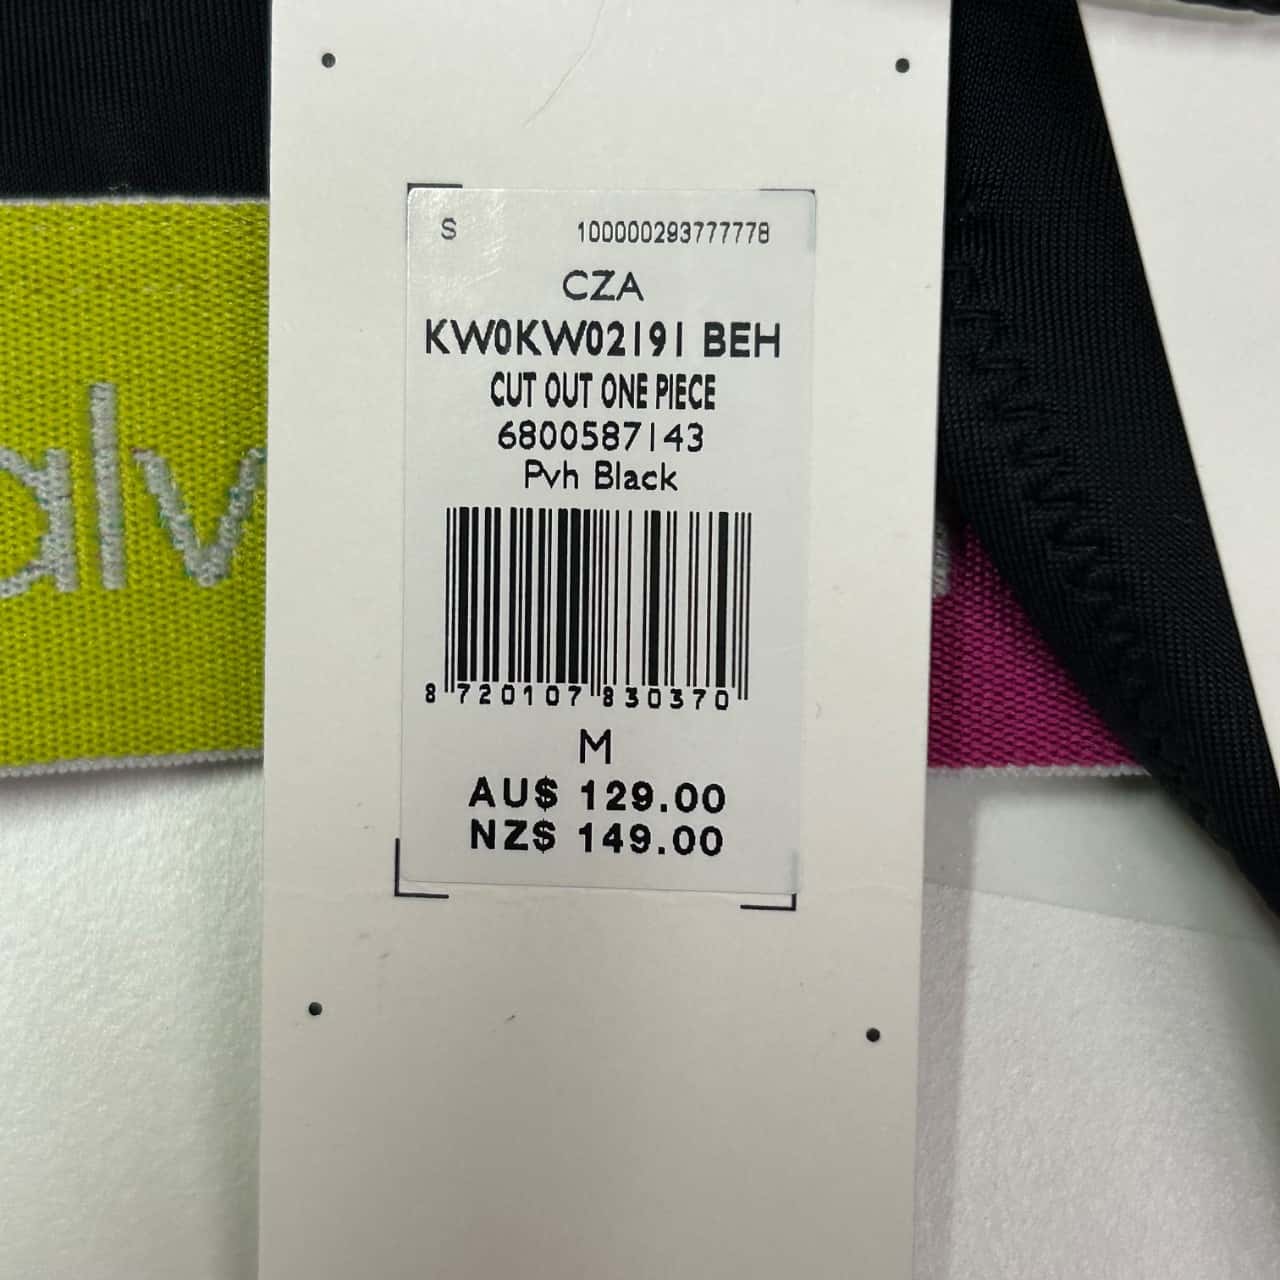 S 100000293777778
CZA
KW0KW02191 BEH
CUT OUT ONE PIECE
6800587143
Pvh Black
8 720107 830370
M
AU$ 129.00
NZ$ 149.00
alv